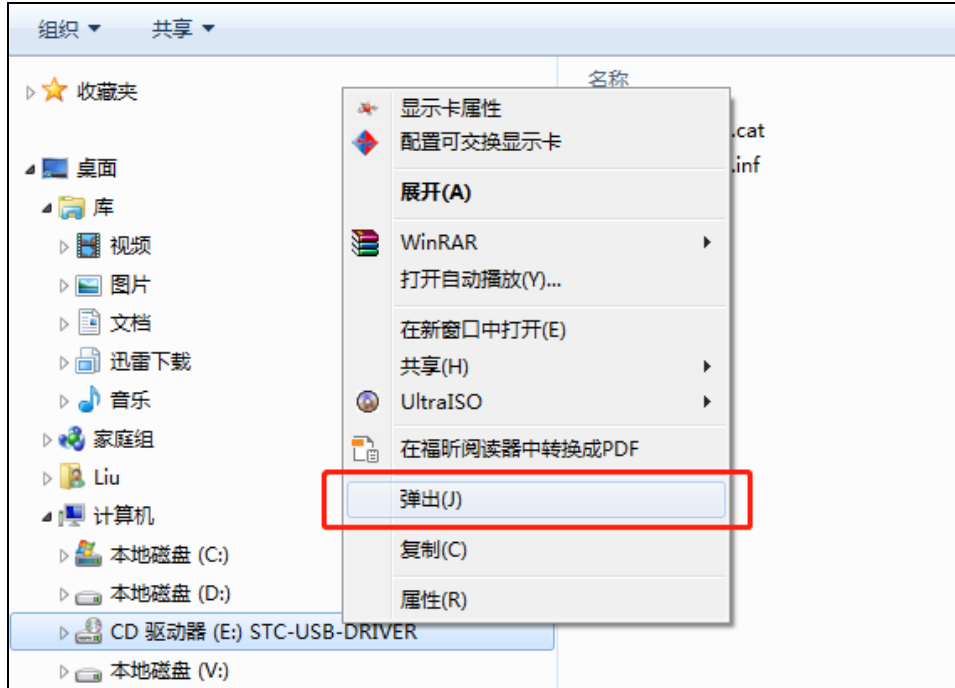 组织 共享
收藏夹
桌面
库
视频
图片
文档
迅雷下载
音乐
家庭组
Liu
计算机
本地磁盘 (C:)
本地磁盘 (D:)
CD 驱动器 (E:) STC-USB-DRIVER
本地磁盘 (V:)
名称
.cat
.inf
显示卡属性
配置可交换显示卡
展开(A)
WinRAR
打开自动播放(Y)...
在新窗口中打开(E)
共享(H)
UltraISO
在福昕阅读器中转换成PDF
弹出(J)
复制(C)
属性(R)